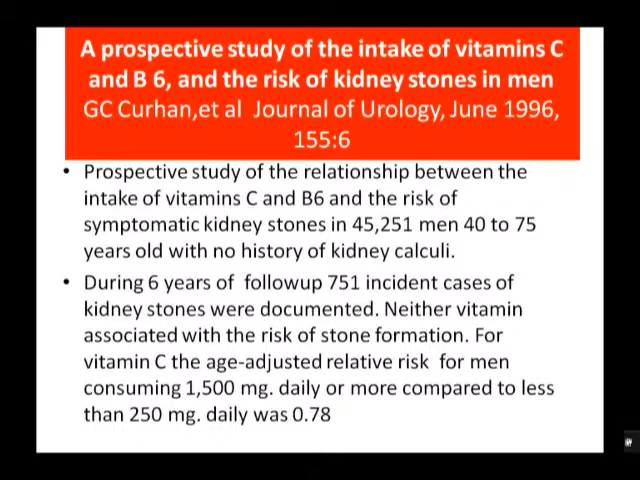 A prospective study of the intake of vitamins C
and B 6, and the risk of kidney stones in men
GC Curhan,et al  Journal of Urology, June 1996,
155:6
• Prospective study of the relationship between the
intake of vitamins C and B6 and the risk of
symptomatic kidney stones in 45,251 men 40 to 75
years old with no history of kidney calculi.
• During 6 years of  followup 751 incident cases of
kidney stones were documented. Neither vitamin
associated with the risk of stone formation. For
vitamin C the age-adjusted relative risk  for men
consuming 1,500 mg. daily or more compared to less
than 250 mg. daily was 0.78